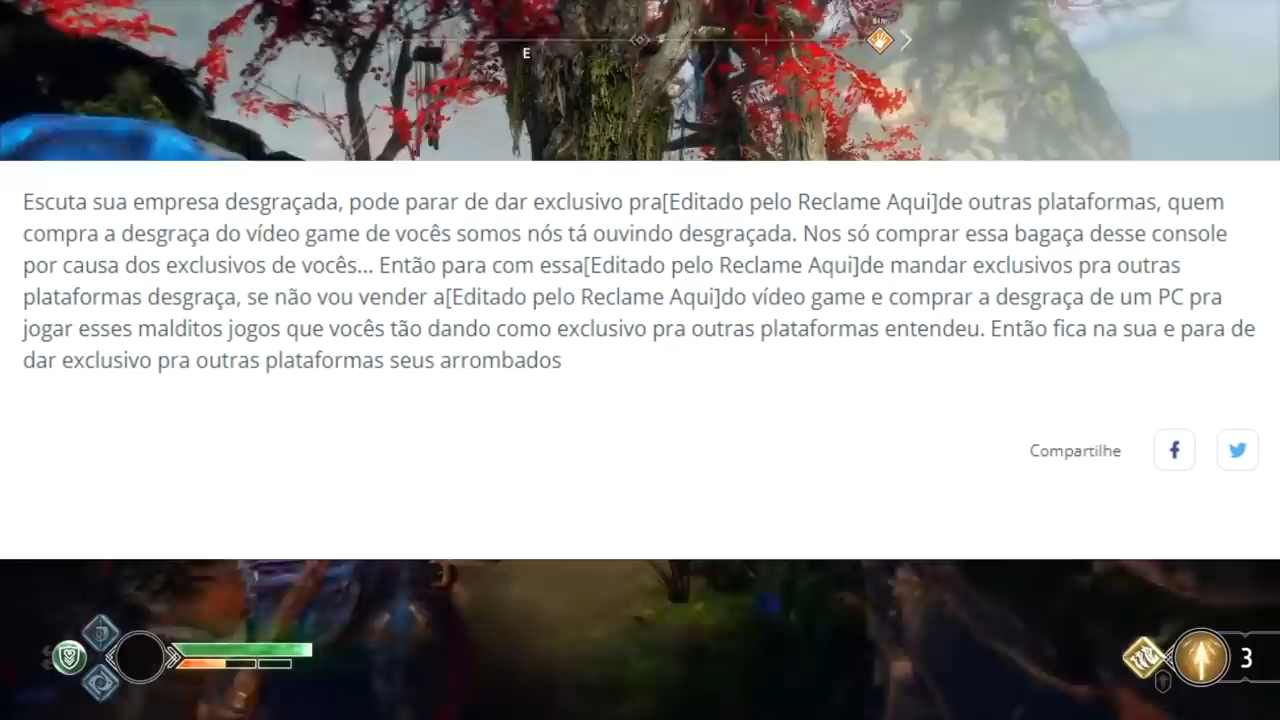 E
Escuta sua empresa desgraçada, pode parar de dar exclusivo pra[Editado pelo Reclame Aqui]de outras plataformas, quem
compra a desgraça do vídeo game de vocês somos nós tá ouvindo desgraçada. Nos só comprar essa bagaça desse console
por causa dos exclusivos de vocês... Então para com essa[Editado pelo Reclame Aqui]de mandar exclusivos pra outras
plataformas desgraça, se não vou vender a[Editado pelo Reclame Aqui]do vídeo game e comprar a desgraça de um PC pra
jogar esses malditos jogos que vocês tão dando como exclusivo pra outras plataformas entendeu. Então fica na sua e para de
dar exclusivo pra outras plataformas seus arrombados
Compartilhe
3